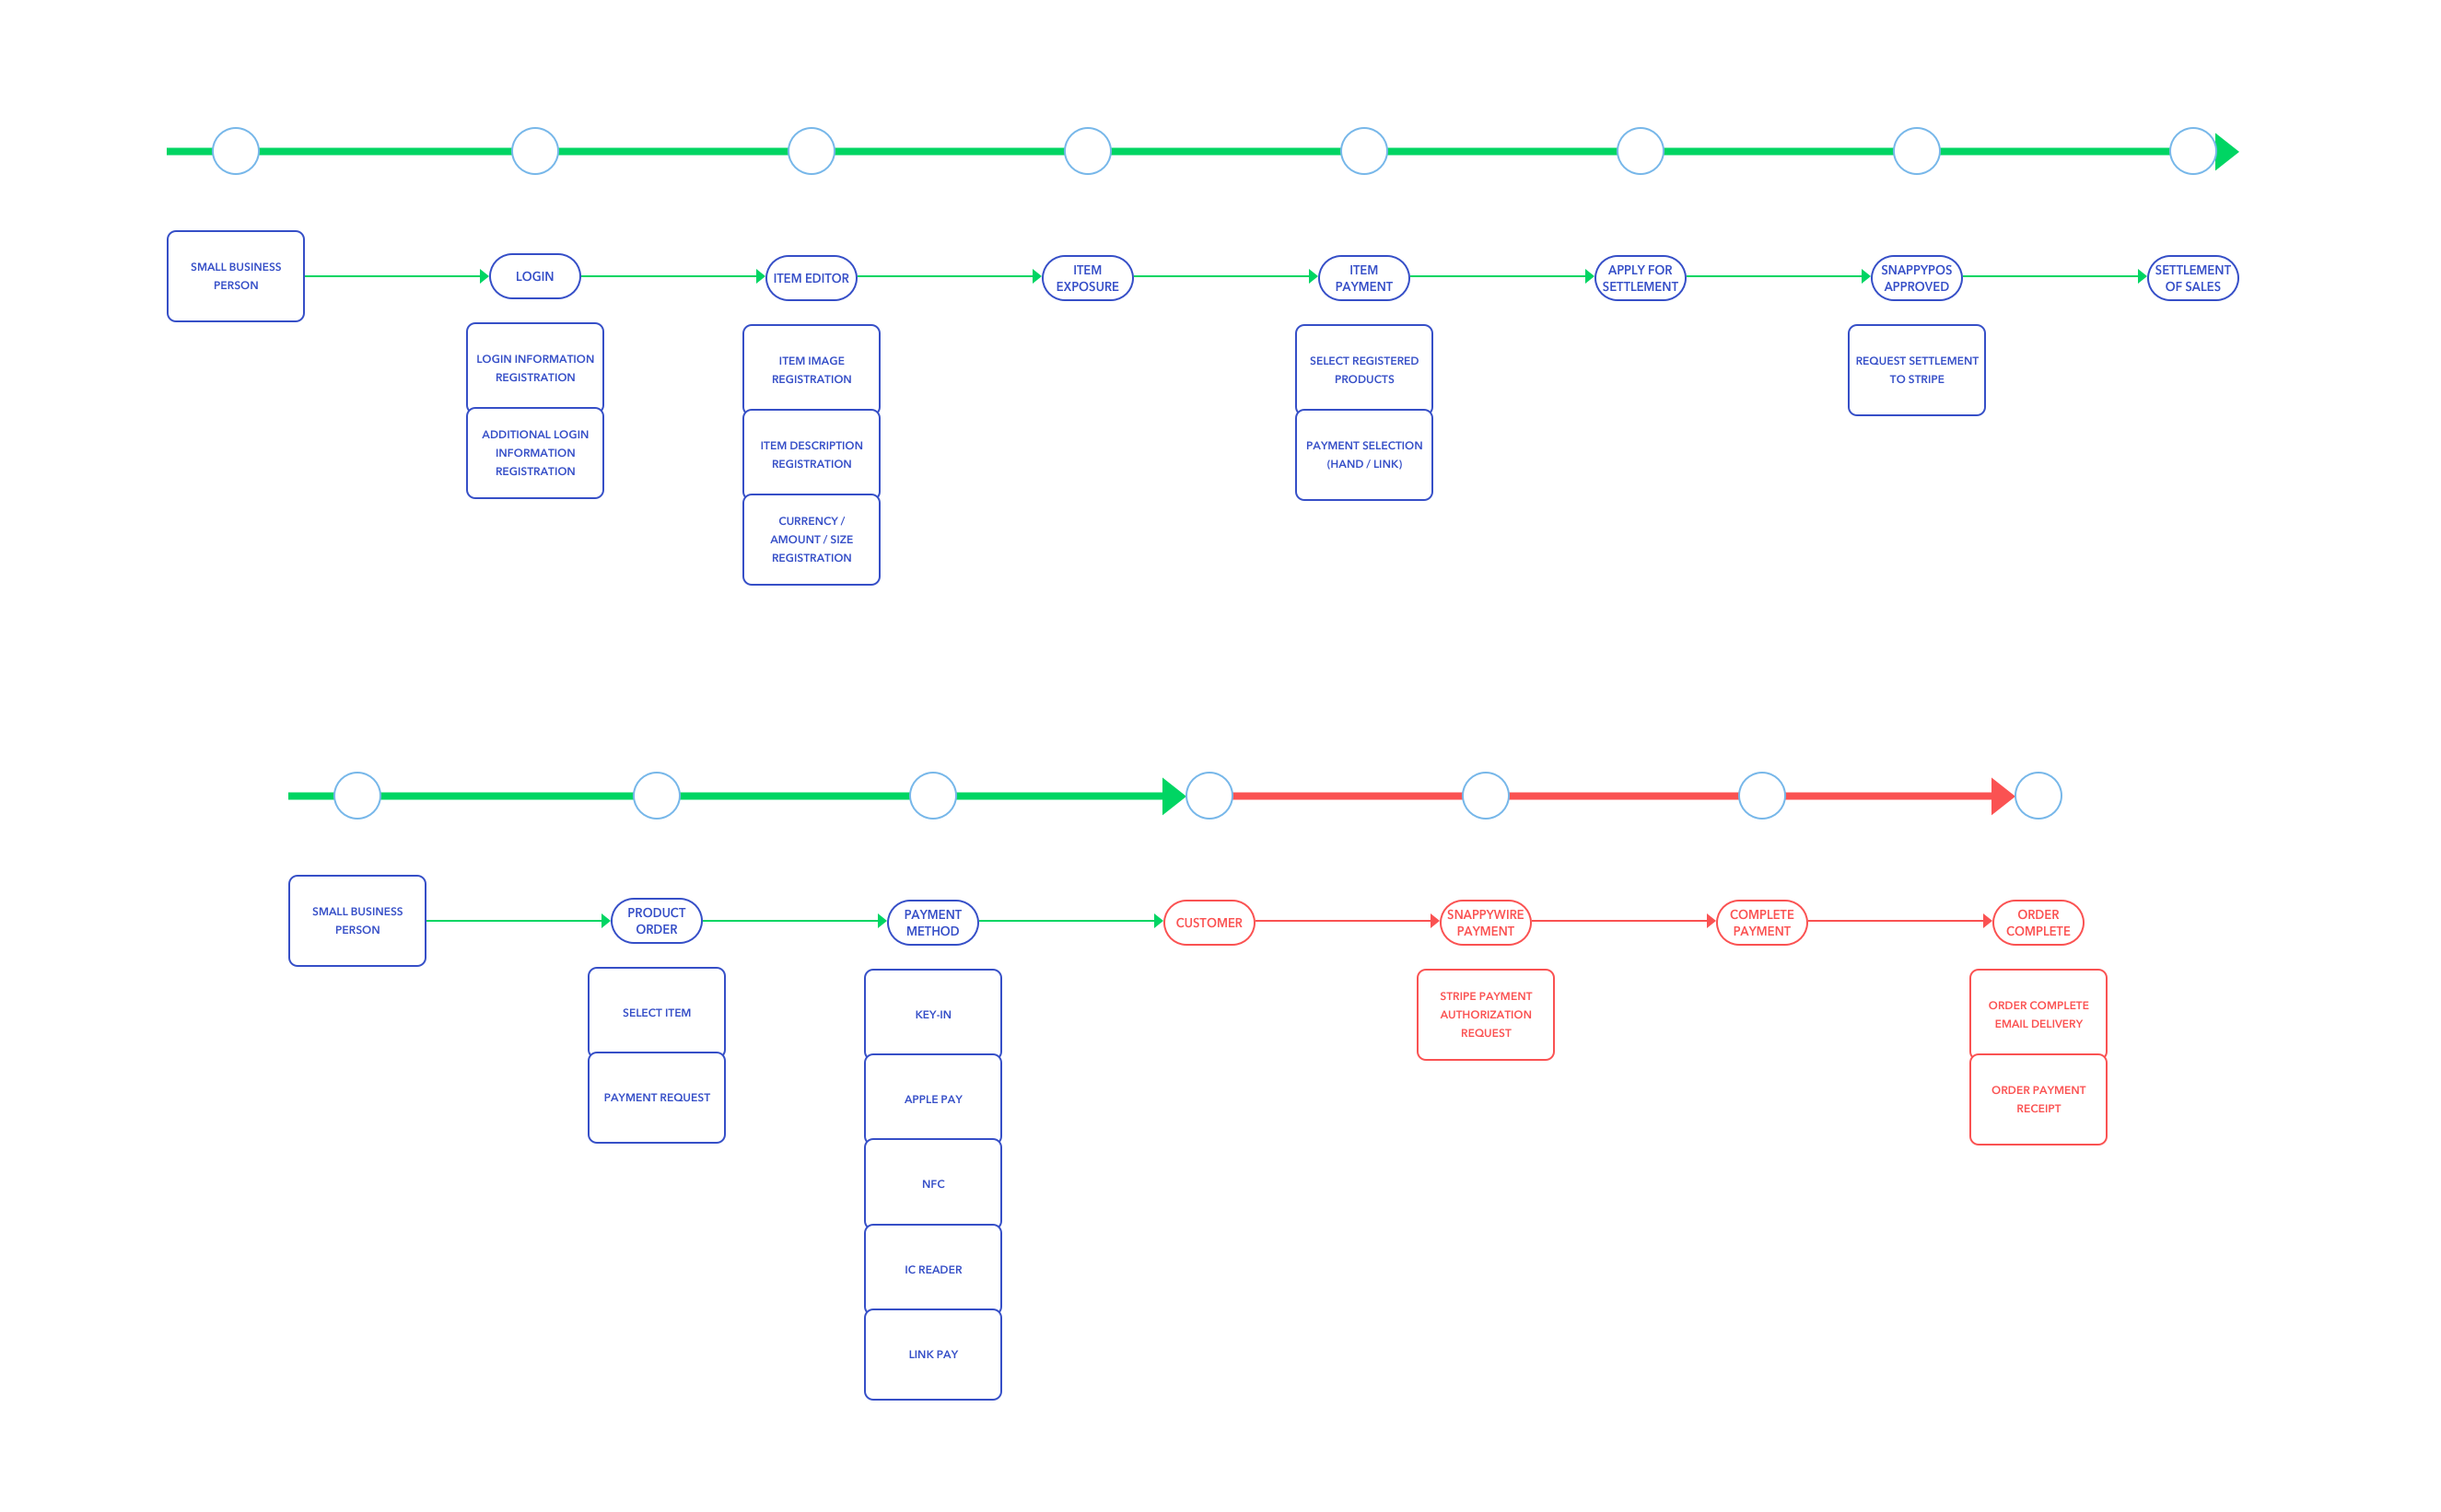 SMALL BUSINESS
PERSON
LOGIN
ITEM EDITOR
ITEM
EXPOSURE
ITEM
PAYMENT
APPLY FOR
SETTLEMENT
SNAPPYPOS
APPROVED
SETTLEMENT
OF SALES
LOGIN INFORMATION
REGISTRATION
ADDITIONAL LOGIN
INFORMATION
REGISTRATION
ITEM IMAGE
REGISTRATION
ITEM DESCRIPTION
REGISTRATION
CURRENCY /
AMOUNT / SIZE
REGISTRATION
SELECT REGISTERED
PRODUCTS
PAYMENT SELECTION
(HAND / LINK)
REQUEST SETTLEMENT
TO STRIPE
SMALL BUSINESS
PERSON
PRODUCT
ORDER
PAYMENT
METHOD
CUSTOMER
SNAPPYWIRE
PAYMENT
COMPLETE
PAYMENT
ORDER
COMPLETE
SELECT ITEM
PAYMENT REQUEST
KEY-IN
APPLE PAY
NFC
IC READER
LINK PAY
STRIPE PAYMENT
AUTHORIZATION
REQUEST
ORDER COMPLETE
EMAIL DELIVERY
ORDER PAYMENT
RECEIPT